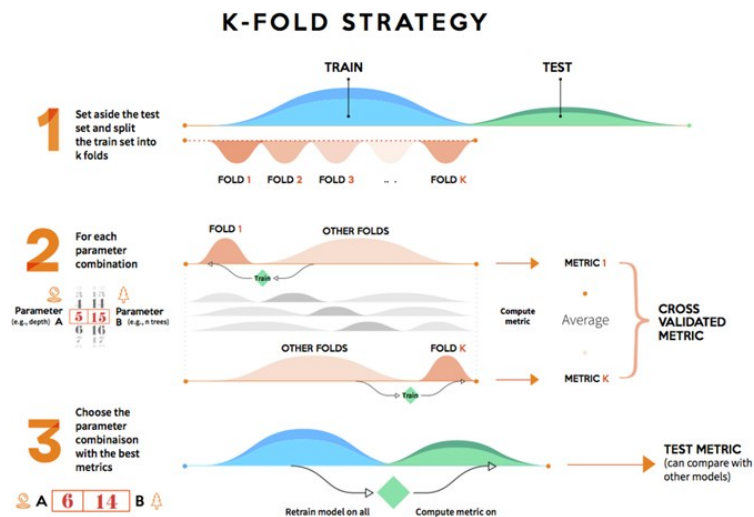 K-FOLD STRATEGY
TRAIN
TEST
1
Set aside the test
set and split
the train set into
k folds
FOLD 1
FOLD 2
FOLD 3
FOLD K
2
For each
parameter
combination
Parameter
(e.g., depth) A
5 15
6 16
Parameter
B (e.g., n trees)
FOLD 1
OTHER FOLDS
Train
OTHER FOLDS
FOLD K
Train
Compute
metric
METRIC 1
Average
METRIC K
CROSS
VALIDATED
METRIC
3
Choose the
parameter
combinaison
with the best
metrics
A 6 14 B
Retrain model on all
Compute metric on
TEST METRIC
(can compare with
other models)